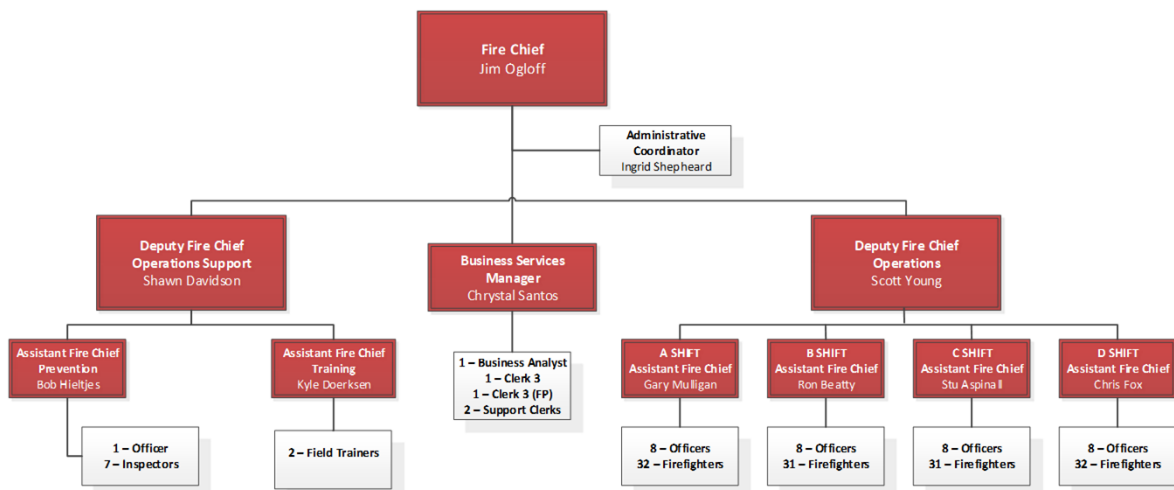 Fire Chief
Jim Ogloff
Administrative
Coordinator
Ingrid Shepheard
Deputy Fire Chief
Operations Support
Shawn Davidson
Business Services
Manager
Chrystal Santos
Deputy Fire Chief
Operations
Scott Young
Assistant Fire Chief
Prevention
Bob Hieltjes
Assistant Fire Chief
Training
Kyle Doerksen
1 – Business Analyst
1 – Clerk 3
1 – Clerk 3 (FP)
2 – Support Clerks
A SHIFT
Assistant Fire Chief
Gary Mulligan
B SHIFT
Assistant Fire Chief
Ron Beatty
C SHIFT
Assistant Fire Chief
Stu Aspinall
D SHIFT
Assistant Fire Chief
Chris Fox
1 – Officer
7 – Inspectors
2 – Field Trainers
8 – Officers
32 – Firefighters
8 – Officers
31 – Firefighters
8 – Officers
31 – Firefighters
8 – Officers
32 – Firefighters